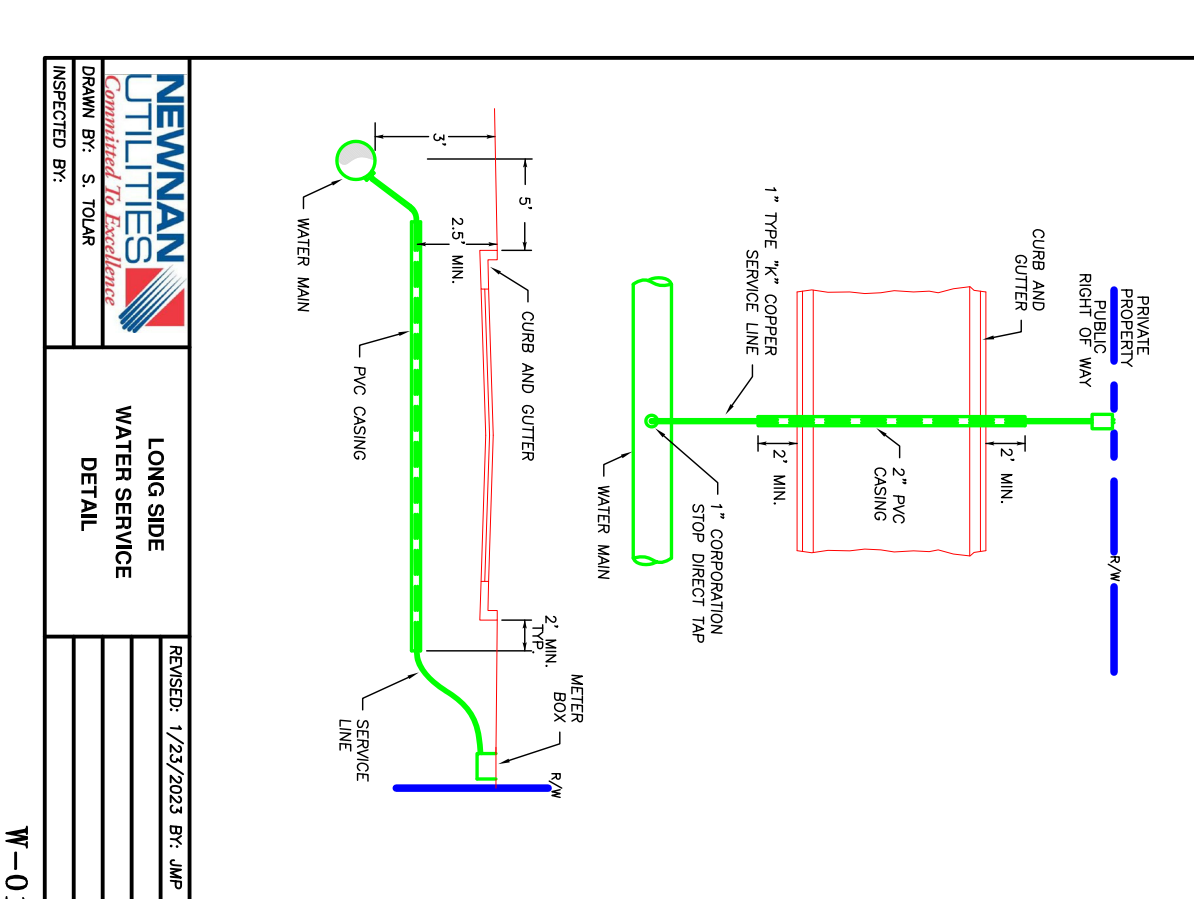 PRIVATE
PROPERTY
PUBLIC
RIGHT OF WAY
R/W
CURB AND
GUTTER
2' MIN.
2" PVC
CASING
2' MIN.
1" TYPE "K" COPPER
SERVICE LINE
1" CORPORATION
STOP DIRECT TAP
WATER MAIN
5'
3'
2.5' MIN.
CURB AND GUTTER
2' MIN.
TYP.
METER
BOX
R/W
WATER MAIN
PVC CASING
SERVICE
LINE
NEWNAN
UTILITIES
Committed To Excellence
DRAWN BY: S. TOLAR
INSPECTED BY:
LONG SIDE
WATER SERVICE
DETAIL
REVISED: 1/23/2023 BY: JMP